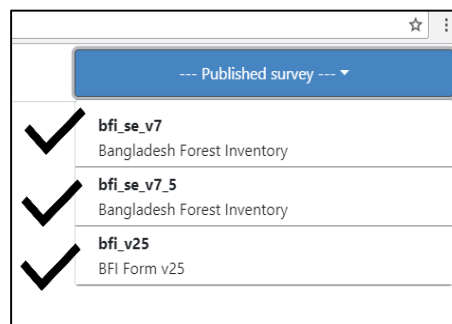 --- Published survey ---
bfi_se_v7
Bangladesh Forest Inventory
bfi_se_v7_5
Bangladesh Forest Inventory
bfi_v25
BFI Form v25